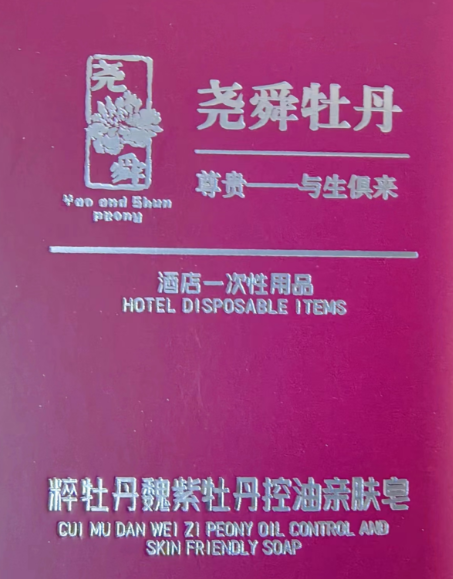 尧
舜
Yao and Shun
PEONY
尧舜牡丹
尊贵——与生俱来
酒店一次性用品
HOTEL DISPOSABLE ITEMS
粹牡丹魏紫牡丹控油亲肤皂
CUI MU DAN WEI ZI PEONY OIL CONTROL AND
SKIN FRIENDLY SOAP